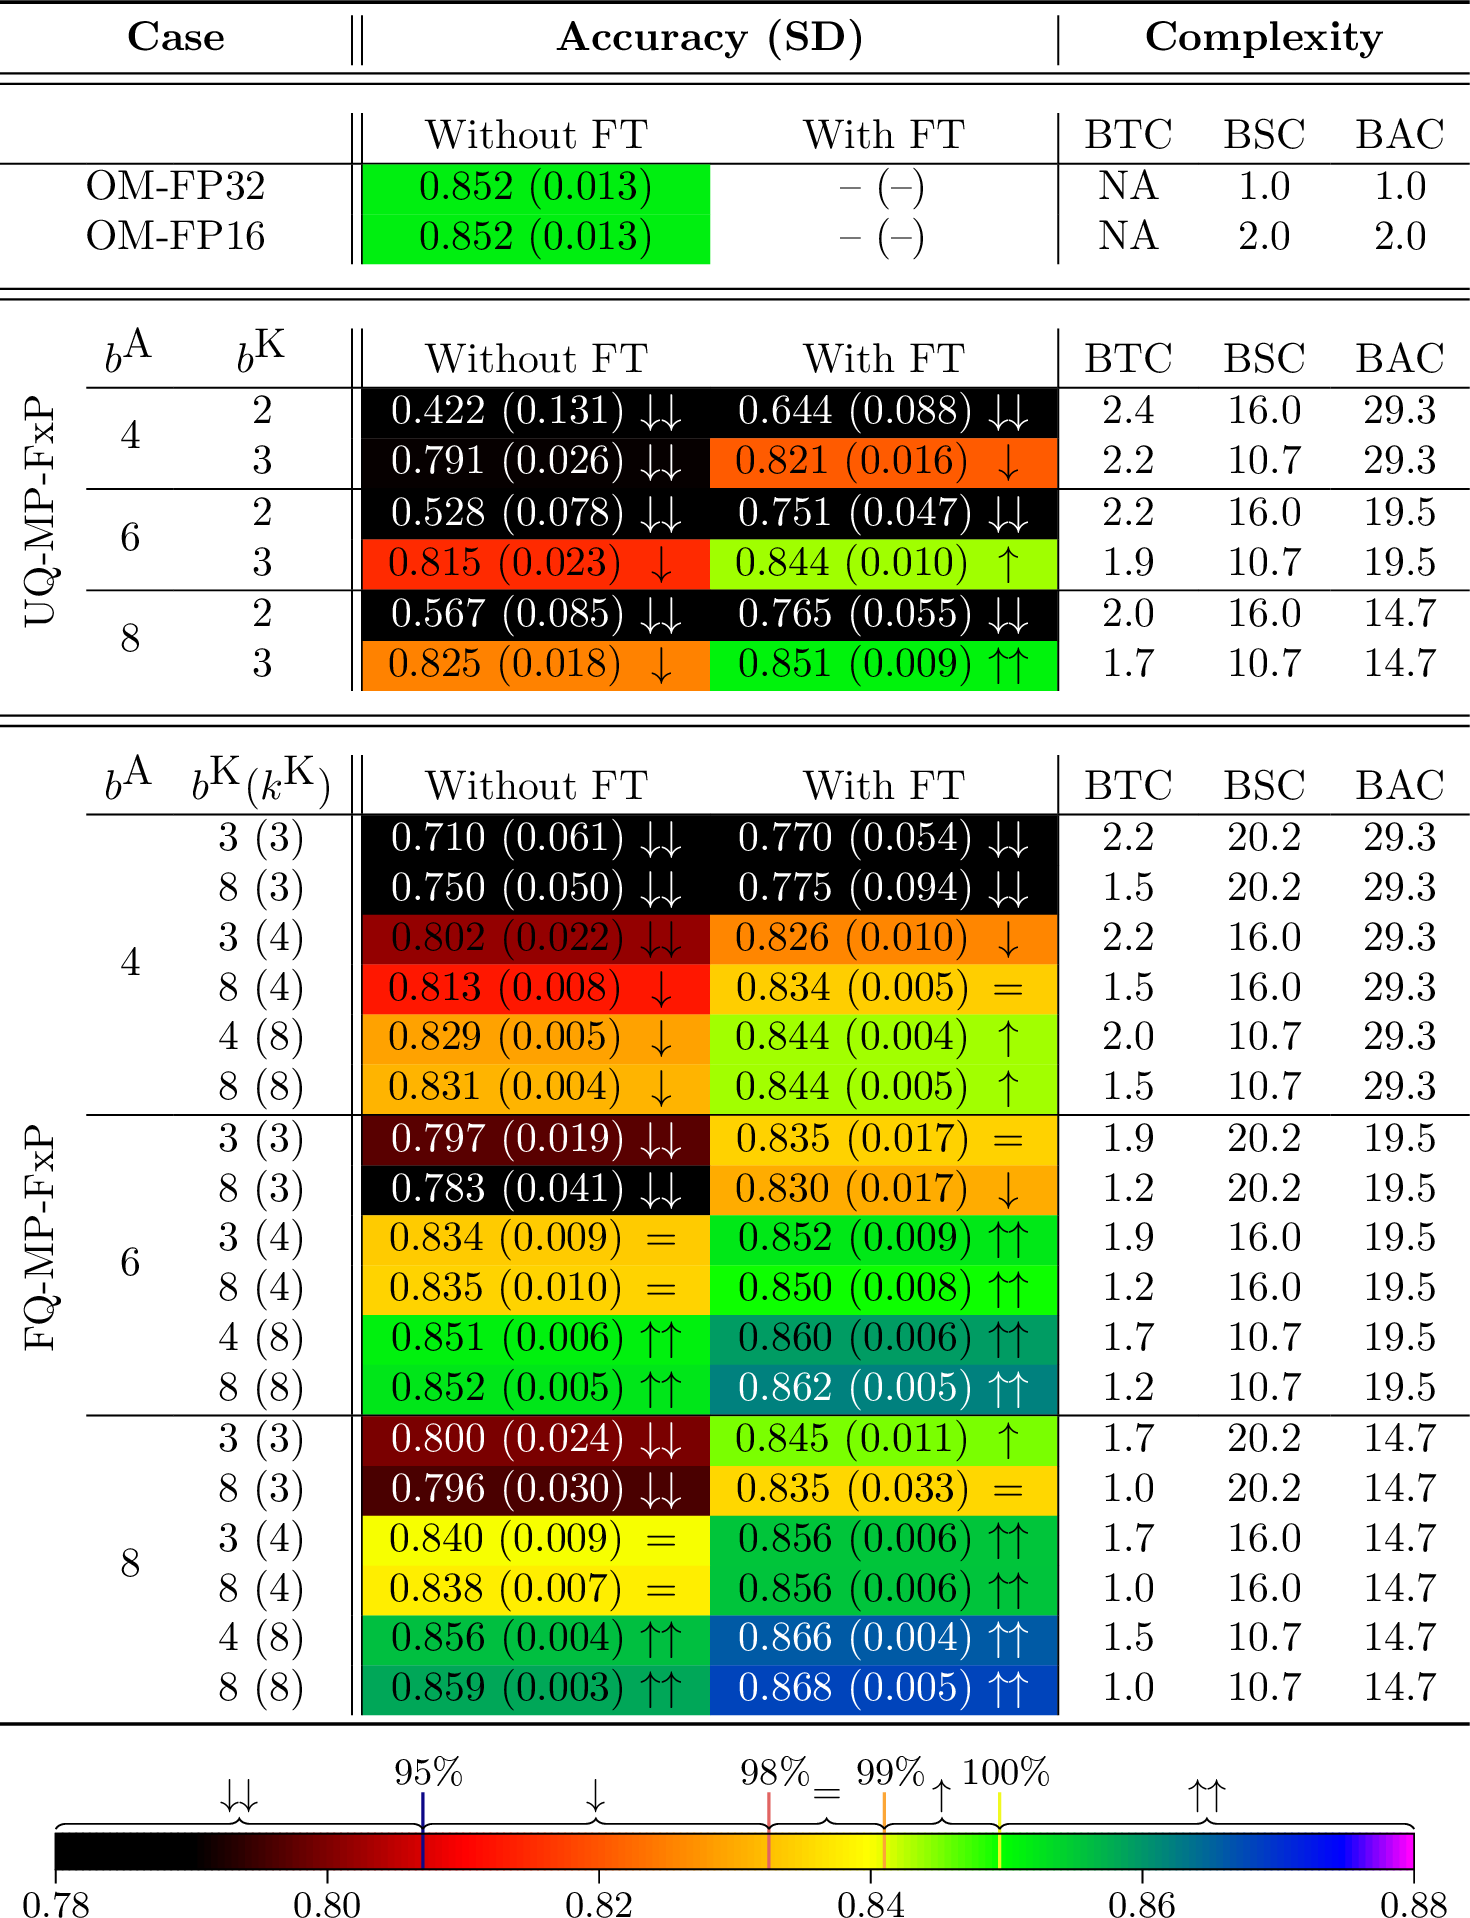 Case Accuracy (SD) Complexity
Without FT With FT BTC BSC BAC
OM-FP32 0.852 (0.013) – (–) NA 1.0 1.0
OM-FP16 0.852 (0.013) – (–) NA 2.0 2.0
UQ-MP-FxP
b^A b^K Without FT With FT BTC BSC BAC
4 2 0.422 (0.131) ↓↓ 0.644 (0.088) ↓↓ 2.4 16.0 29.3
3 0.791 (0.026) ↓↓ 0.821 (0.016) ↓ 2.2 10.7 29.3
6 2 0.528 (0.078) ↓↓ 0.751 (0.047) ↓↓ 2.2 16.0 19.5
3 0.815 (0.023) ↓ 0.844 (0.010) ↑ 1.9 10.7 19.5
8 2 0.567 (0.085) ↓↓ 0.765 (0.055) ↓↓ 2.0 16.0 14.7
3 0.825 (0.018) ↓ 0.851 (0.009) ↑↑ 1.7 10.7 14.7
FQ-MP-FxP
b^A b^K(k^K) Without FT With FT BTC BSC BAC
4 3 (3) 0.710 (0.061) ↓↓ 0.770 (0.054) ↓↓ 2.2 20.2 29.3
8 (3) 0.750 (0.050) ↓↓ 0.775 (0.094) ↓↓ 1.5 20.2 29.3
3 (4) 0.802 (0.022) ↓↓ 0.826 (0.010) ↓ 2.2 16.0 29.3
8 (4) 0.813 (0.008) ↓ 0.834 (0.005) = 1.5 16.0 29.3
4 (8) 0.829 (0.005) ↓ 0.844 (0.004) ↑ 2.0 10.7 29.3
8 (8) 0.831 (0.004) ↓ 0.844 (0.005) ↑ 1.5 10.7 29.3
6 3 (3) 0.797 (0.019) ↓↓ 0.835 (0.017) = 1.9 20.2 19.5
8 (3) 0.783 (0.041) ↓↓ 0.830 (0.017) ↓ 1.2 20.2 19.5
3 (4) 0.834 (0.009) = 0.852 (0.009) ↑↑ 1.9 16.0 19.5
8 (4) 0.835 (0.010) = 0.850 (0.008) ↑↑ 1.2 16.0 19.5
4 (8) 0.851 (0.006) ↑↑ 0.860 (0.006) ↑↑ 1.7 10.7 19.5
8 (8) 0.852 (0.005) ↑↑ 0.862 (0.005) ↑↑ 1.2 10.7 19.5
8 3 (3) 0.800 (0.024) ↓↓ 0.845 (0.011) ↑ 1.7 20.2 14.7
8 (3) 0.796 (0.030) ↓↓ 0.835 (0.033) = 1.0 20.2 14.7
3 (4) 0.840 (0.009) = 0.856 (0.006) ↑↑ 1.7 16.0 14.7
8 (4) 0.838 (0.007) = 0.856 (0.006) ↑↑ 1.0 16.0 14.7
4 (8) 0.856 (0.004) ↑↑ 0.866 (0.004) ↑↑ 1.5 10.7 14.7
8 (8) 0.859 (0.003) ↑↑ 0.868 (0.005) ↑↑ 1.0 10.7 14.7
95% 98% 99% 100%
↓↓ ↓ = ↑ ↑↑
0.78 0.80 0.82 0.84 0.86 0.88